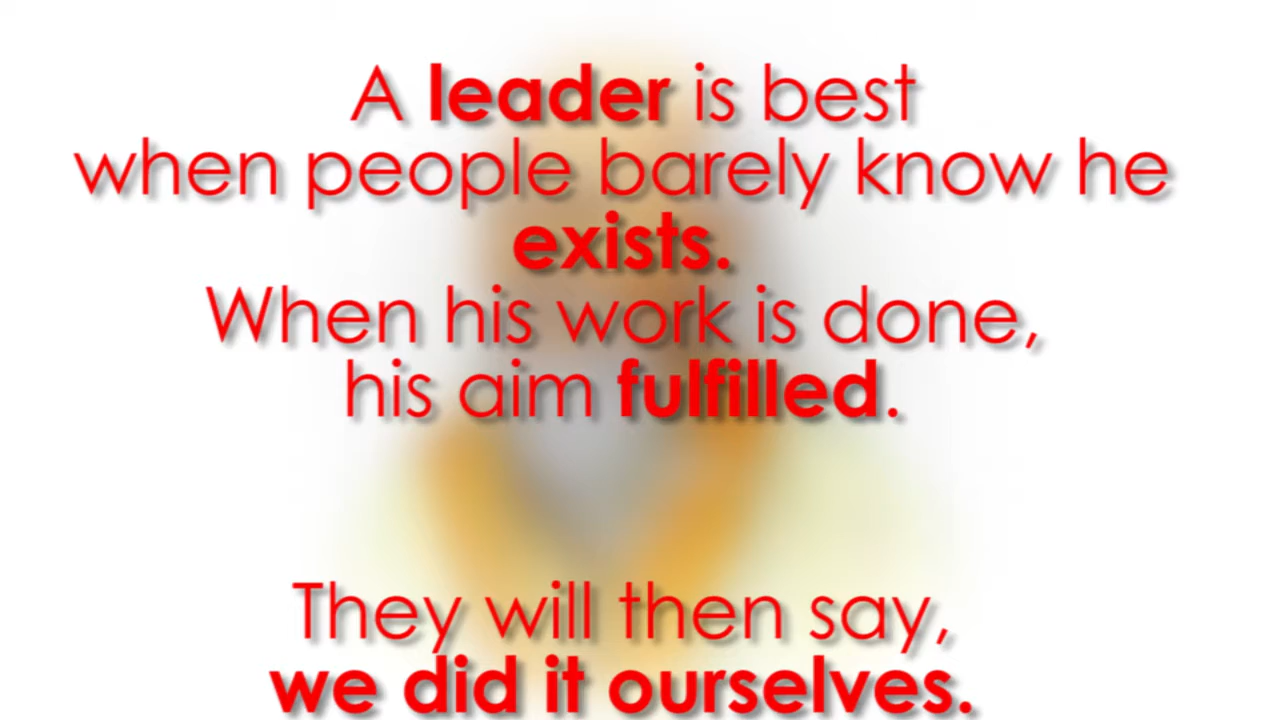 A leader is best
when people barely know he
exists.
When his work is done,
his aim fulfilled.
They will then say,
we did it ourselves.